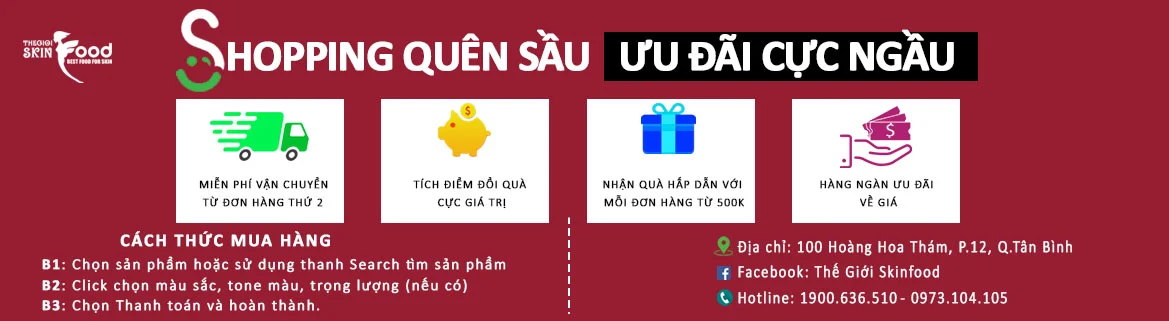 THEGIOI
SKIN Food
BEST FOOD FOR SKIN
SHOPPING QUÊN SẦU ƯU ĐÃI CỰC NGẦU
MIỄN PHÍ VẬN CHUYỂN
TỪ ĐƠN HÀNG THỨ 2
TÍCH ĐIỂM ĐỔI QUÀ
CỰC GIÁ TRỊ
NHẬN QUÀ HẤP DẪN VỚI
MỖI ĐƠN HÀNG TỪ 500K
HÀNG NGÀN ƯU ĐÃI
VỀ GIÁ
CÁCH THỨC MUA HÀNG
B1: Chọn sản phẩm hoặc sử dụng thanh Search tìm sản phẩm
B2: Click chọn màu sắc, tone màu, trọng lượng (nếu có)
B3: Chọn Thanh toán và hoàn thành.
Địa chỉ: 100 Hoàng Hoa Thám, P.12, Q.Tân Bình
Facebook: Thế Giới Skinfood
Hotline: 1900.636.510 - 0973.104.105